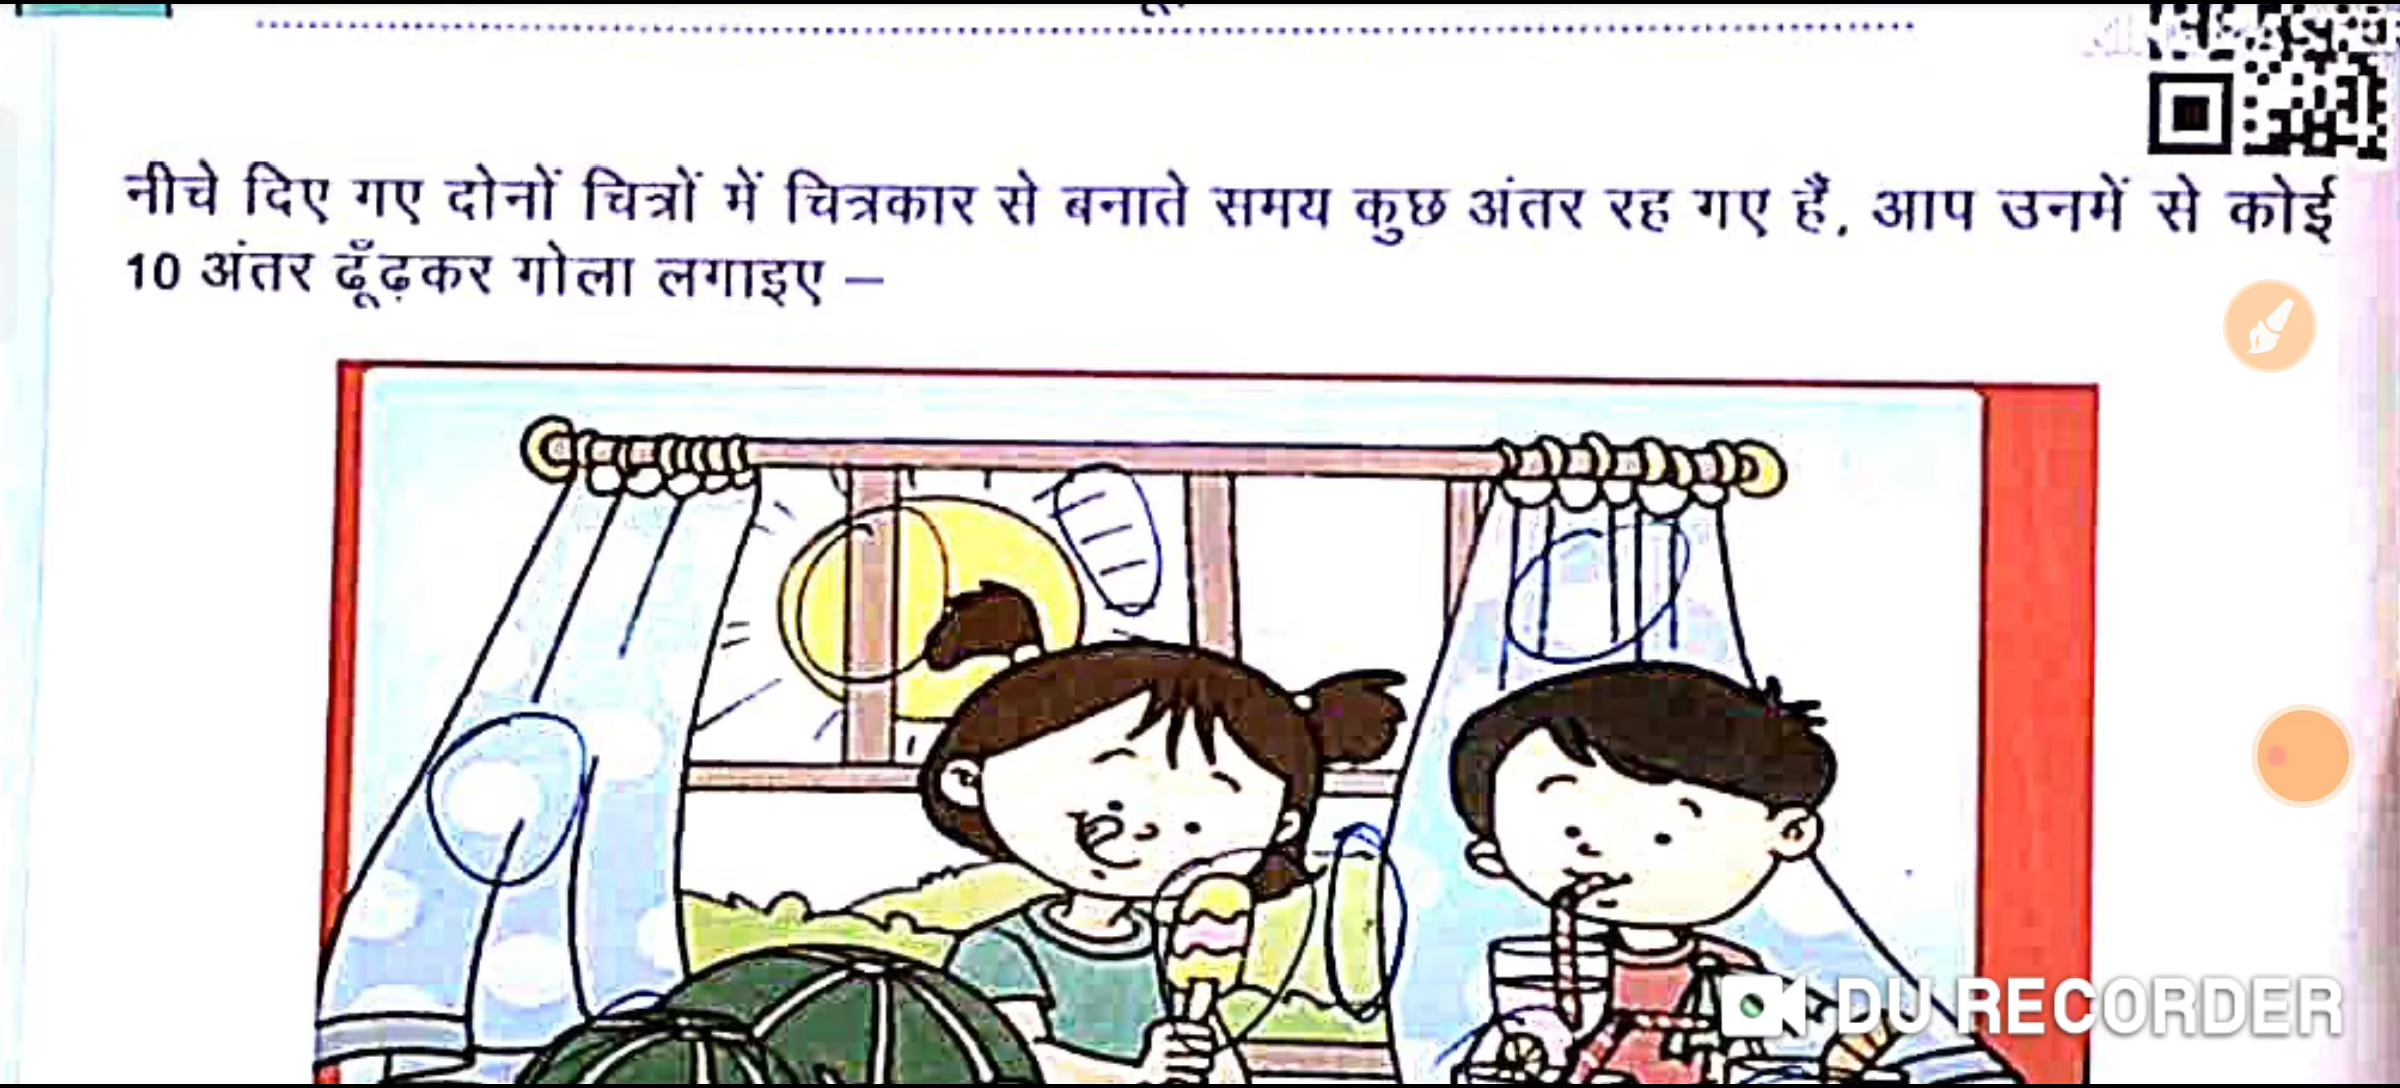 नीचे दिए गए दोनों चित्रों में चित्रकार से बनाते समय कुछ अंतर रह गए हैं, आप उनमें से कोई
10 अंतर ढूँढ़कर गोला लगाइए –
DU RECORDER